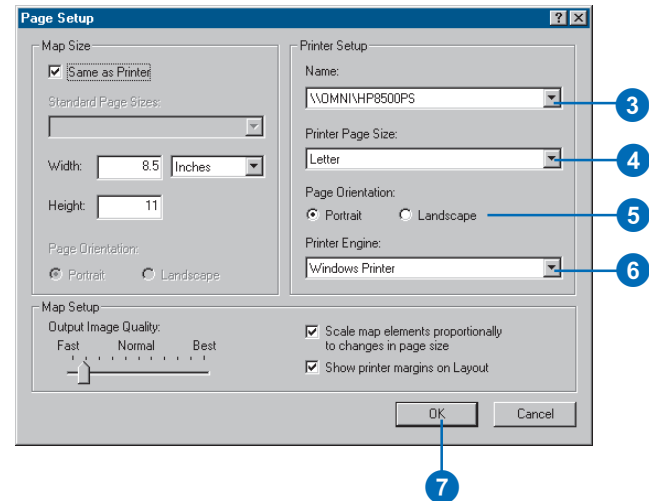 Page Setup
Map Size
Same as Printer
Standard Page Sizes:
Width: 8.5 Inches
Height: 11
Page Orientation:
Portrait Landscape
Printer Setup
Name:
\\OMNI\HP8500PS
3
Printer Page Size:
Letter
4
Page Orientation:
Portrait Landscape
5
Printer Engine:
Windows Printer
6
Map Setup
Output Image Quality:
Fast Normal Best
Scale map elements proportionally
to changes in page size
Show printer margins on Layout
OK Cancel
7